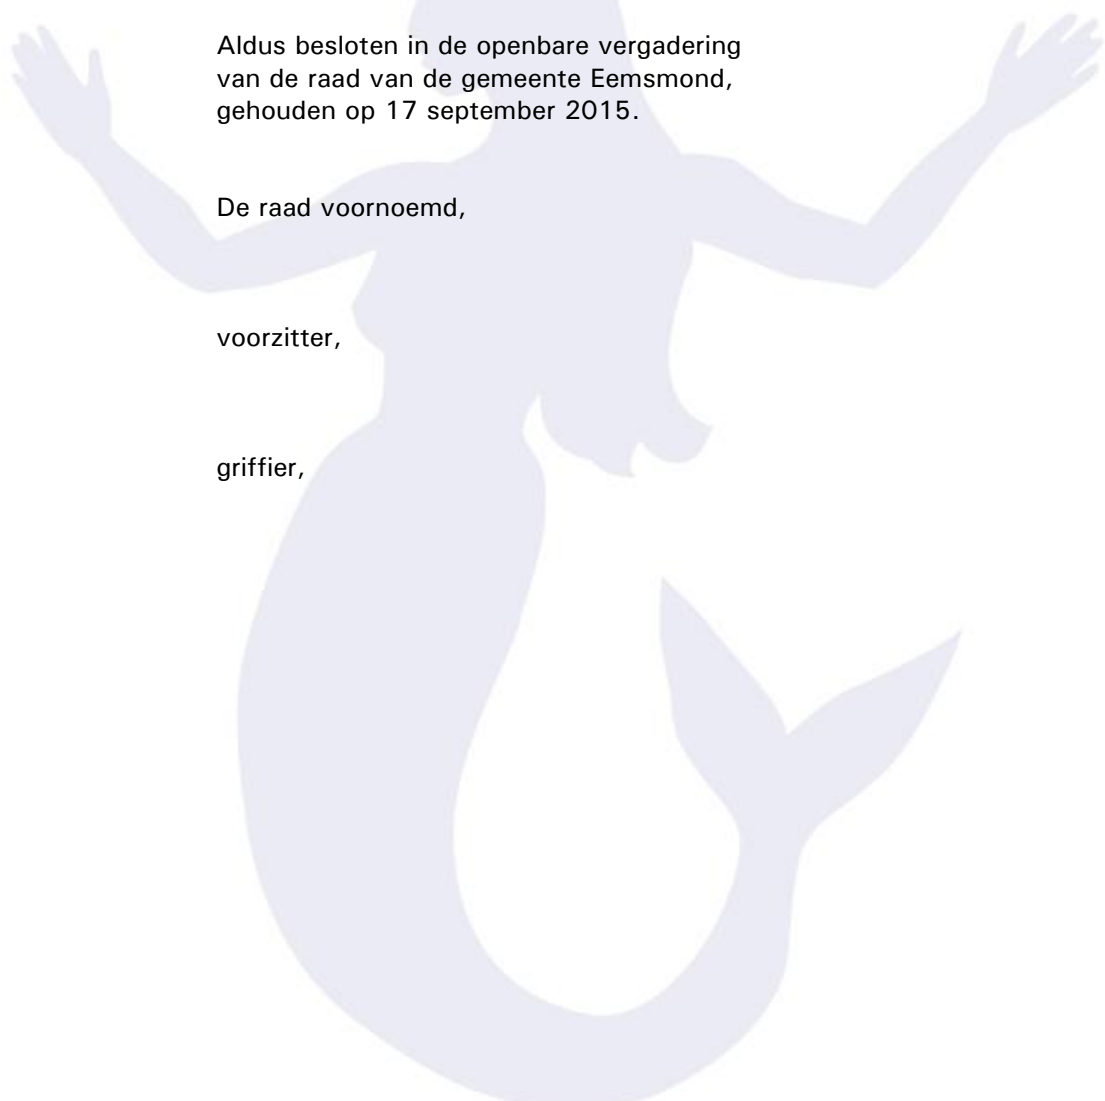 Aldus besloten in de openbare vergadering
van de raad van de gemeente Eemsmond,
gehouden op 17 september 2015.
De raad voornoemd,
voorzitter,
griffier,